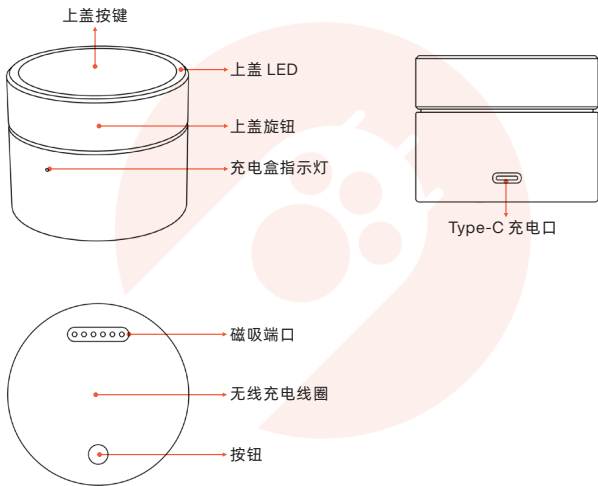 上盖按键
上盖 LED
上盖旋钮
充电盒指示灯
Type-C 充电口
磁吸端口
无线充电线圈
按钮